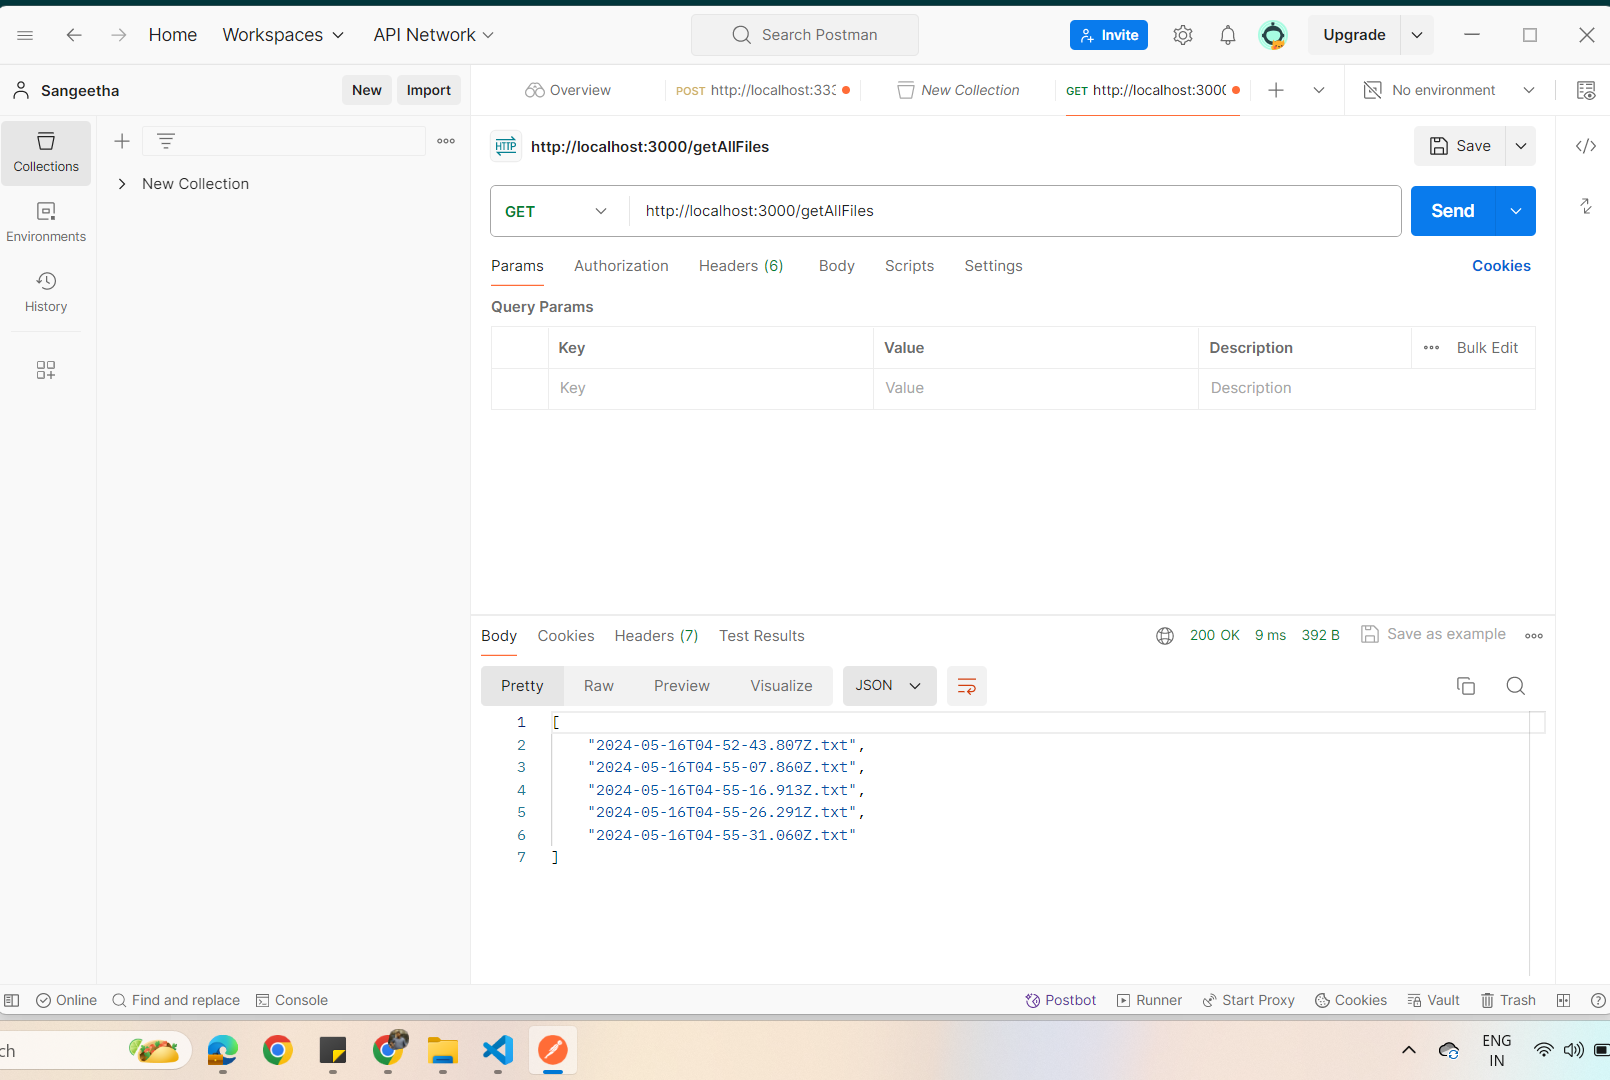 Home Workspaces API Network Search Postman Invite Upgrade
Sangeetha New Import Overview POST http://localhost:333 New Collection GET http://localhost:3000 No environment
Collections
New Collection
Environments
History
HTTP http://localhost:3000/getAllFiles Save
GET http://localhost:3000/getAllFiles Send
Params Authorization Headers (6) Body Scripts Settings Cookies
Query Params
Key Value Description Bulk Edit
Key Value Description
Body Cookies Headers (7) Test Results 200 OK 9 ms 392 B Save as example
Pretty Raw Preview Visualize JSON
1 [
2 "2024-05-16T04-52-43.807Z.txt",
3 "2024-05-16T04-55-07.860Z.txt",
4 "2024-05-16T04-55-16.913Z.txt",
5 "2024-05-16T04-55-26.291Z.txt",
6 "2024-05-16T04-55-31.060Z.txt"
7 ]
Online Find and replace Console Postbot Runner Start Proxy Cookies Vault Trash
ch ENG
IN